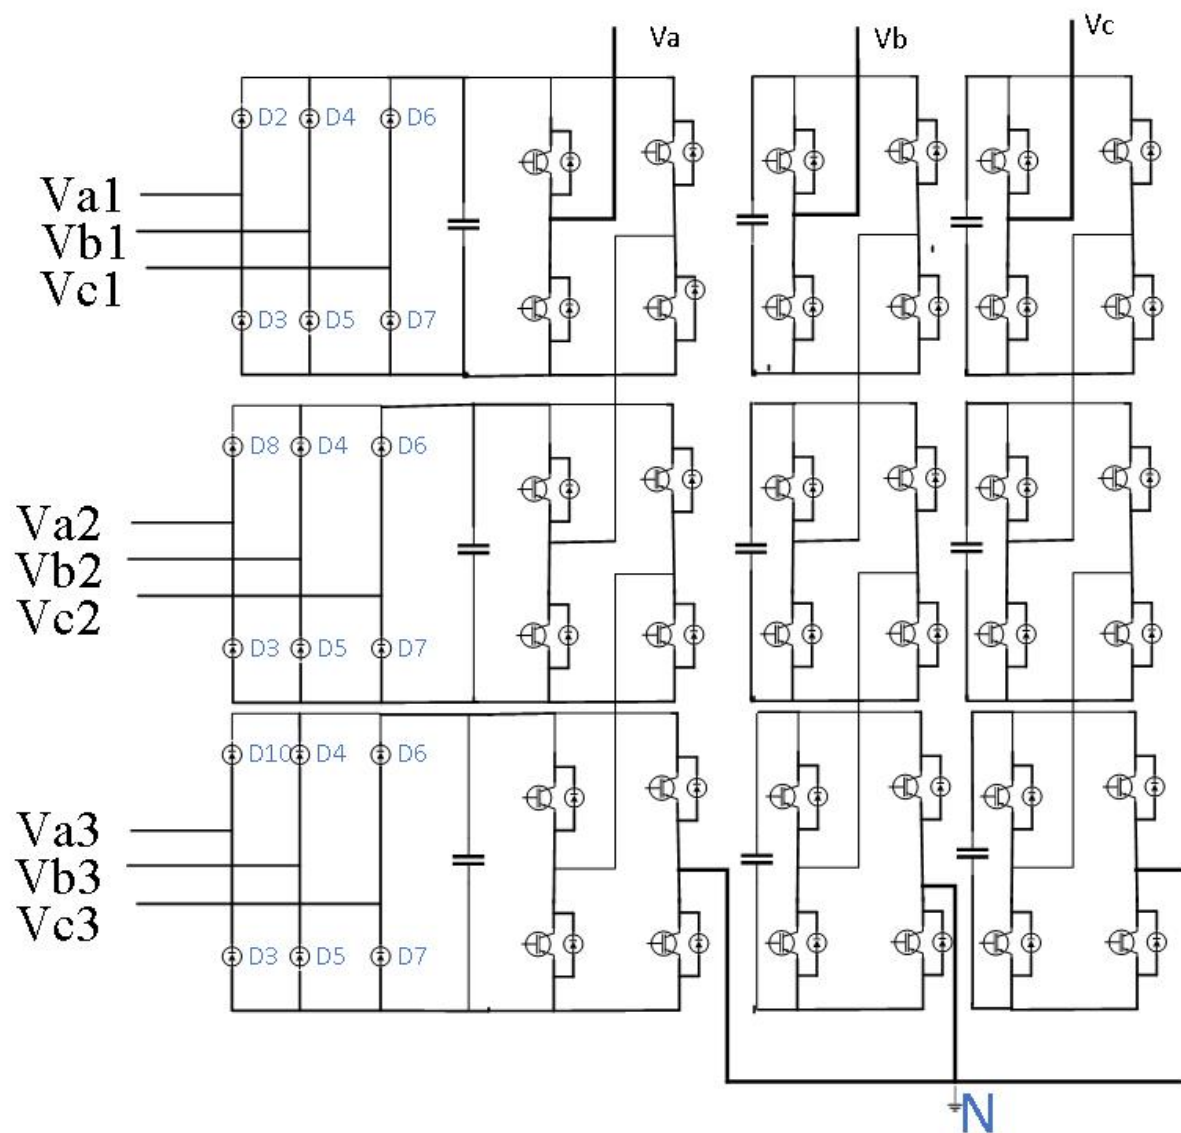 Va
Vb
Vc
D2 D4 D6
Va1
Vb1
Vc1
D3 D5 D7
D8 D4 D6
Va2
Vb2
Vc2
D3 D5 D7
D10 D4 D6
Va3
Vb3
Vc3
D3 D5 D7
N